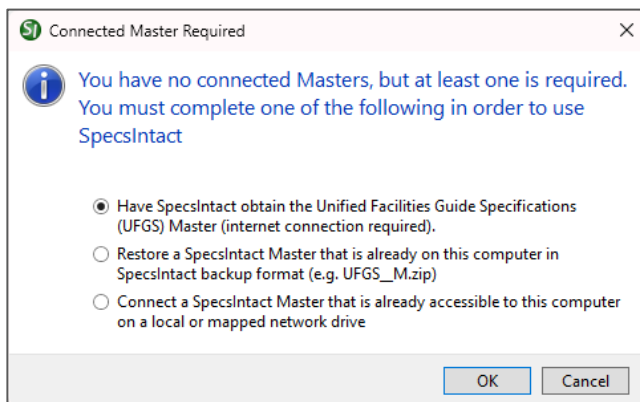 SI Connected Master Required
You have no connected Masters, but at least one is required.
You must complete one of the following in order to use
SpecsIntact
Have SpecsIntact obtain the Unified Facilities Guide Specifications
(UFGS) Master (internet connection required).
Restore a SpecsIntact Master that is already on this computer in
SpecsIntact backup format (e.g. UFGS__M.zip)
Connect a SpecsIntact Master that is already accessible to this computer
on a local or mapped network drive
OK Cancel